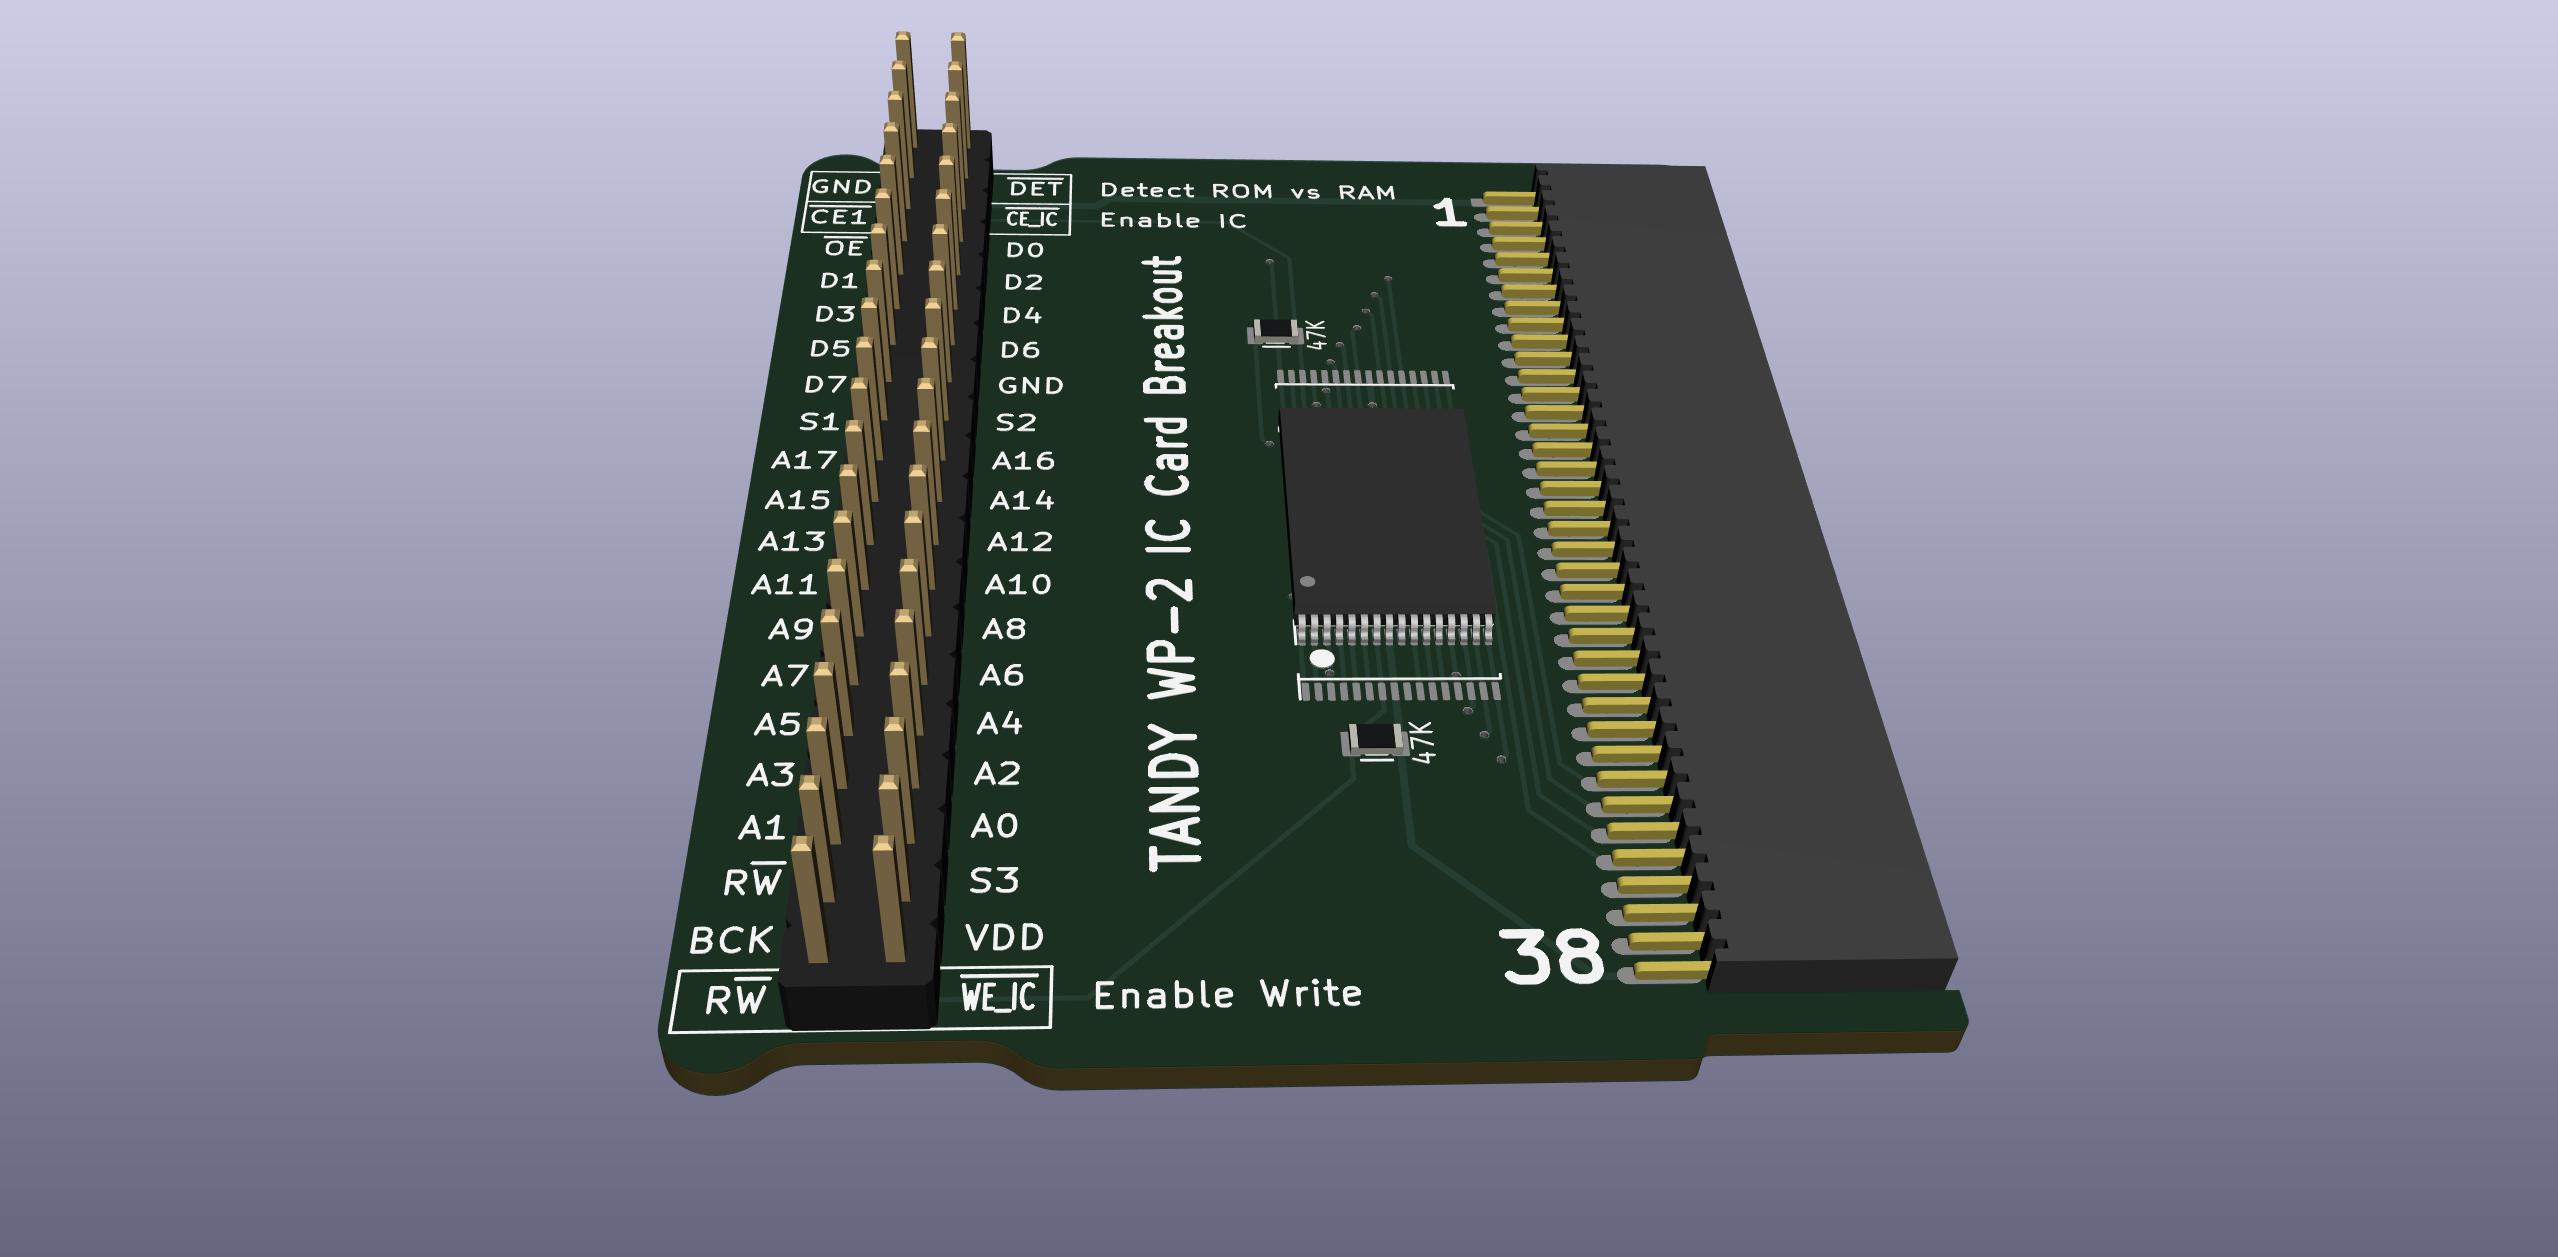 GND DET Detect ROM vs RAM
CE1 CE_IC Enable IC
1
OE D0
D1 D2
D3 D4
D5 D6
D7 GND
S1 S2
A17 A16
A15 A14
A13 A12
A11 A10
A9 A8
A7 A6
A5 A4
A3 A2
A1 A0
RW S3
BCK VDD
RW WE_IC Enable Write
TANDY WP-2 IC Card Breakout
47K
47K
38